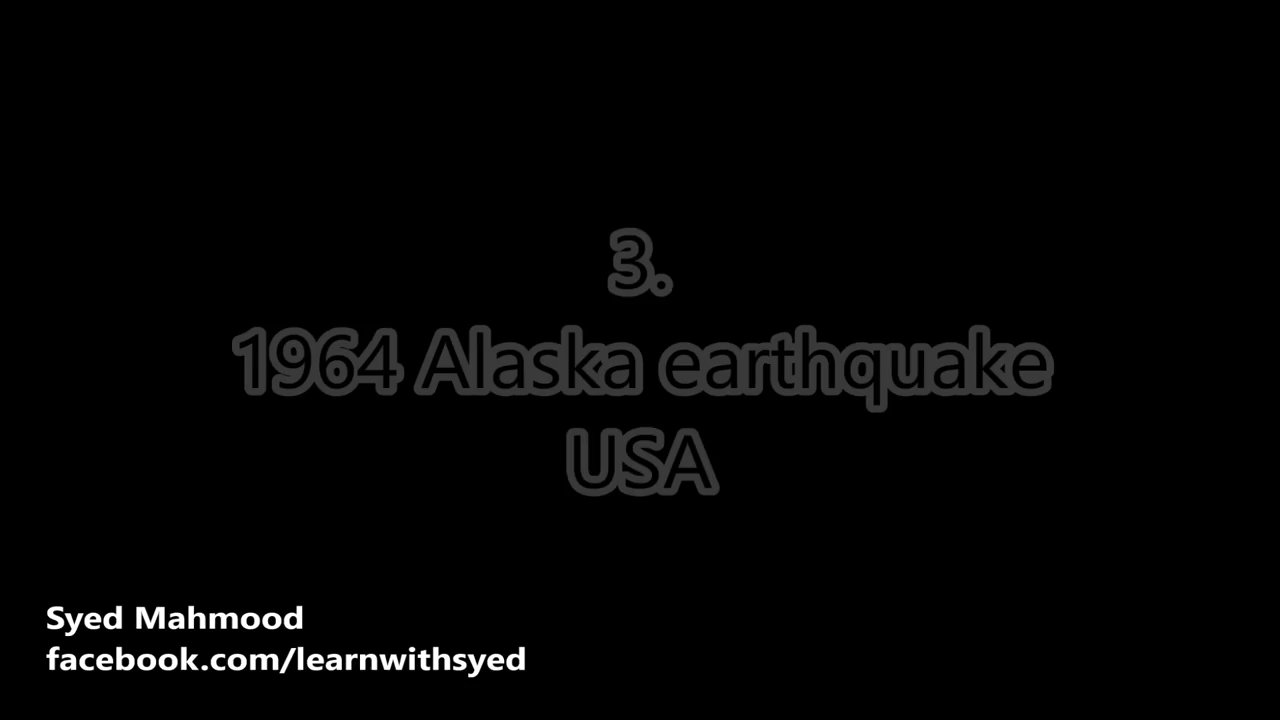 3.
1964 Alaska earthquake
USA
Syed Mahmood
facebook.com/learnwithsyed